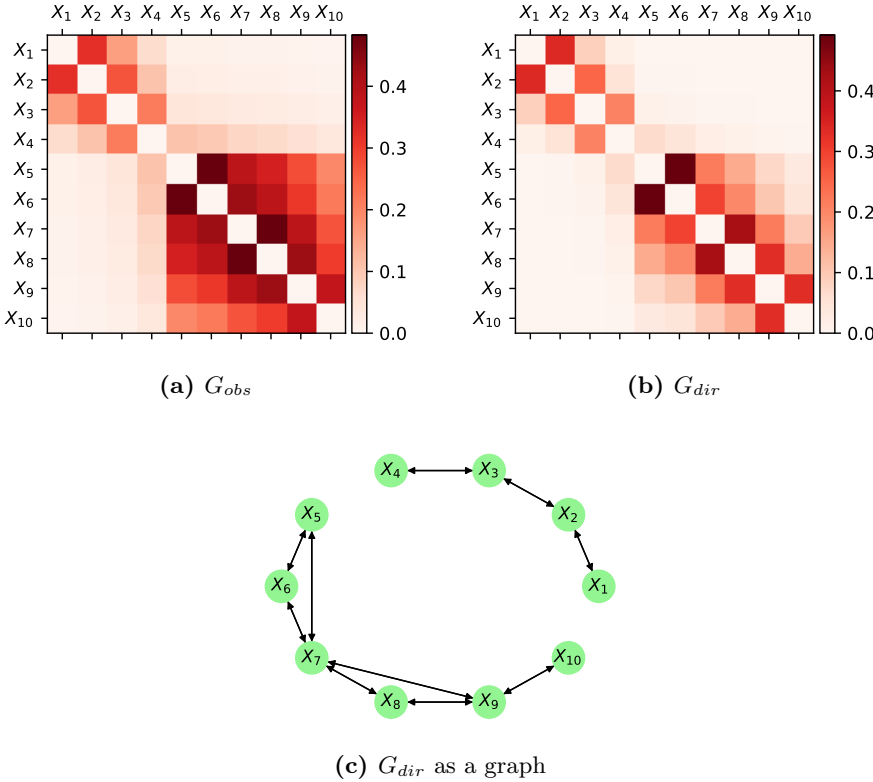 X1 X2 X3 X4 X5 X6 X7 X8 X9 X10
X1
X2
X3
X4
X5
X6
X7
X8
X9
X10
0.4
0.3
0.2
0.1
0.0
(a) Gobs
X1 X2 X3 X4 X5 X6 X7 X8 X9 X10
X1
X2
X3
X4
X5
X6
X7
X8
X9
X10
0.4
0.3
0.2
0.1
0.0
(b) Gdir
X4 X3
X5 X2
X6 X1
X7 X10
X8 X9
(c) Gdir as a graph